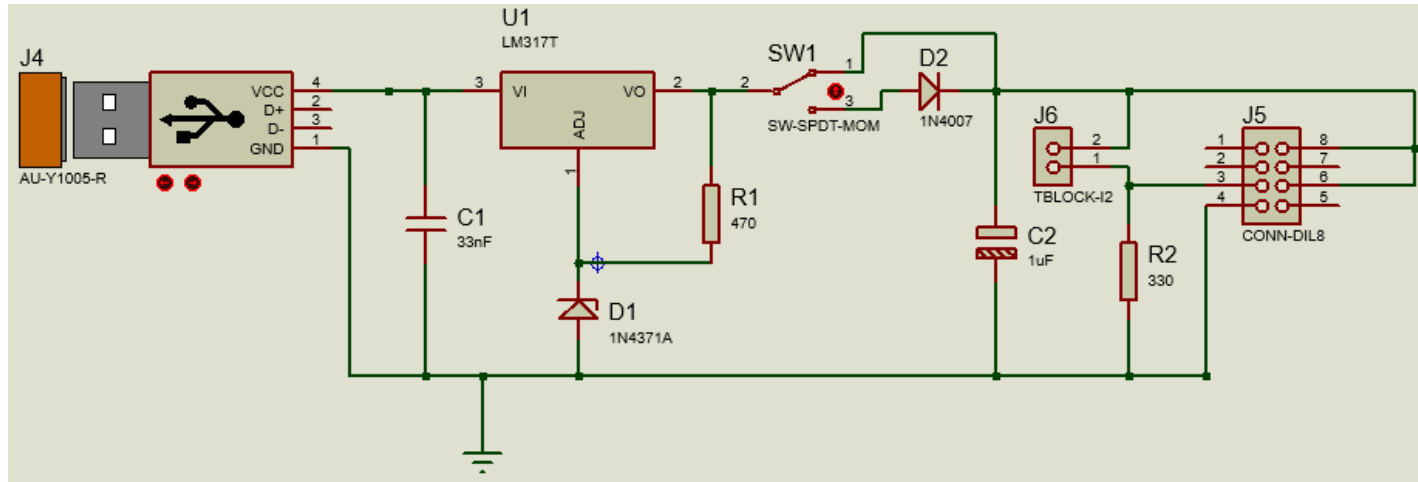 J4
VCC 4
D+ 2
D- 3
GND 1
AU-Y1005-R
U1
LM317T
3 VI
VO 2
ADJ
1
C1
33nF
R1
470
D1
1N4371A
SW1
2
1
3
SW-SPDT-MOM
D2
1N4007
C2
1uF
J6
2
1
TBLOCK-I2
R2
330
J5
1 8
2 7
3 6
4 5
CONN-DIL8